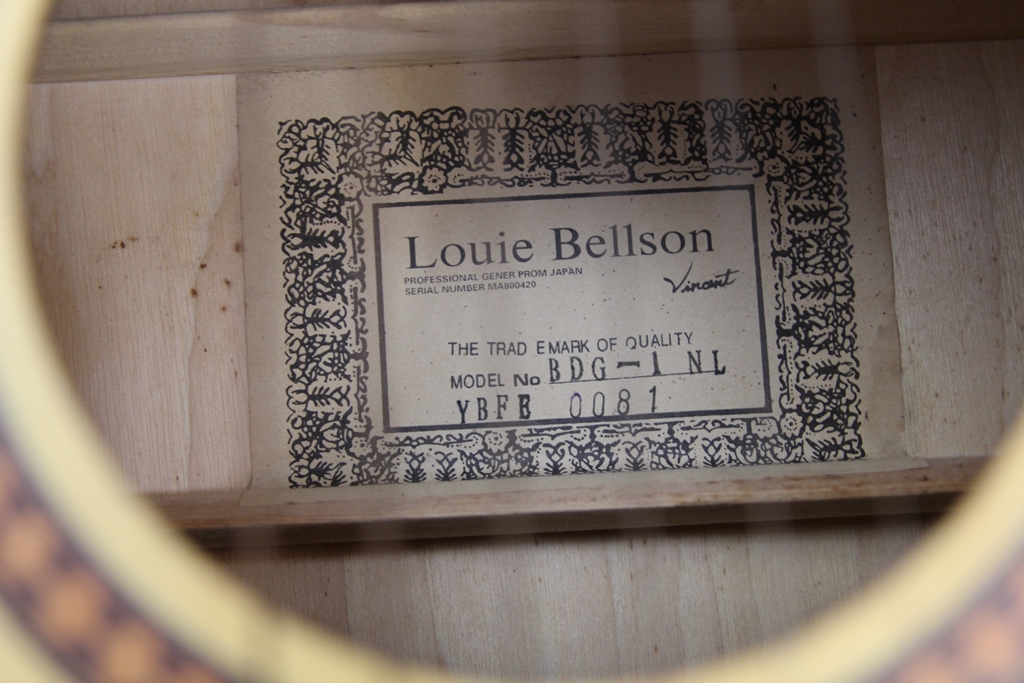 Louie Bellson
PROFESSIONAL GENER PROM JAPAN
SERIAL NUMBER MA800420
Vincent
THE TRAD EMARK OF QUALITY
MODEL No BDG-1 NL
YBFE 0081